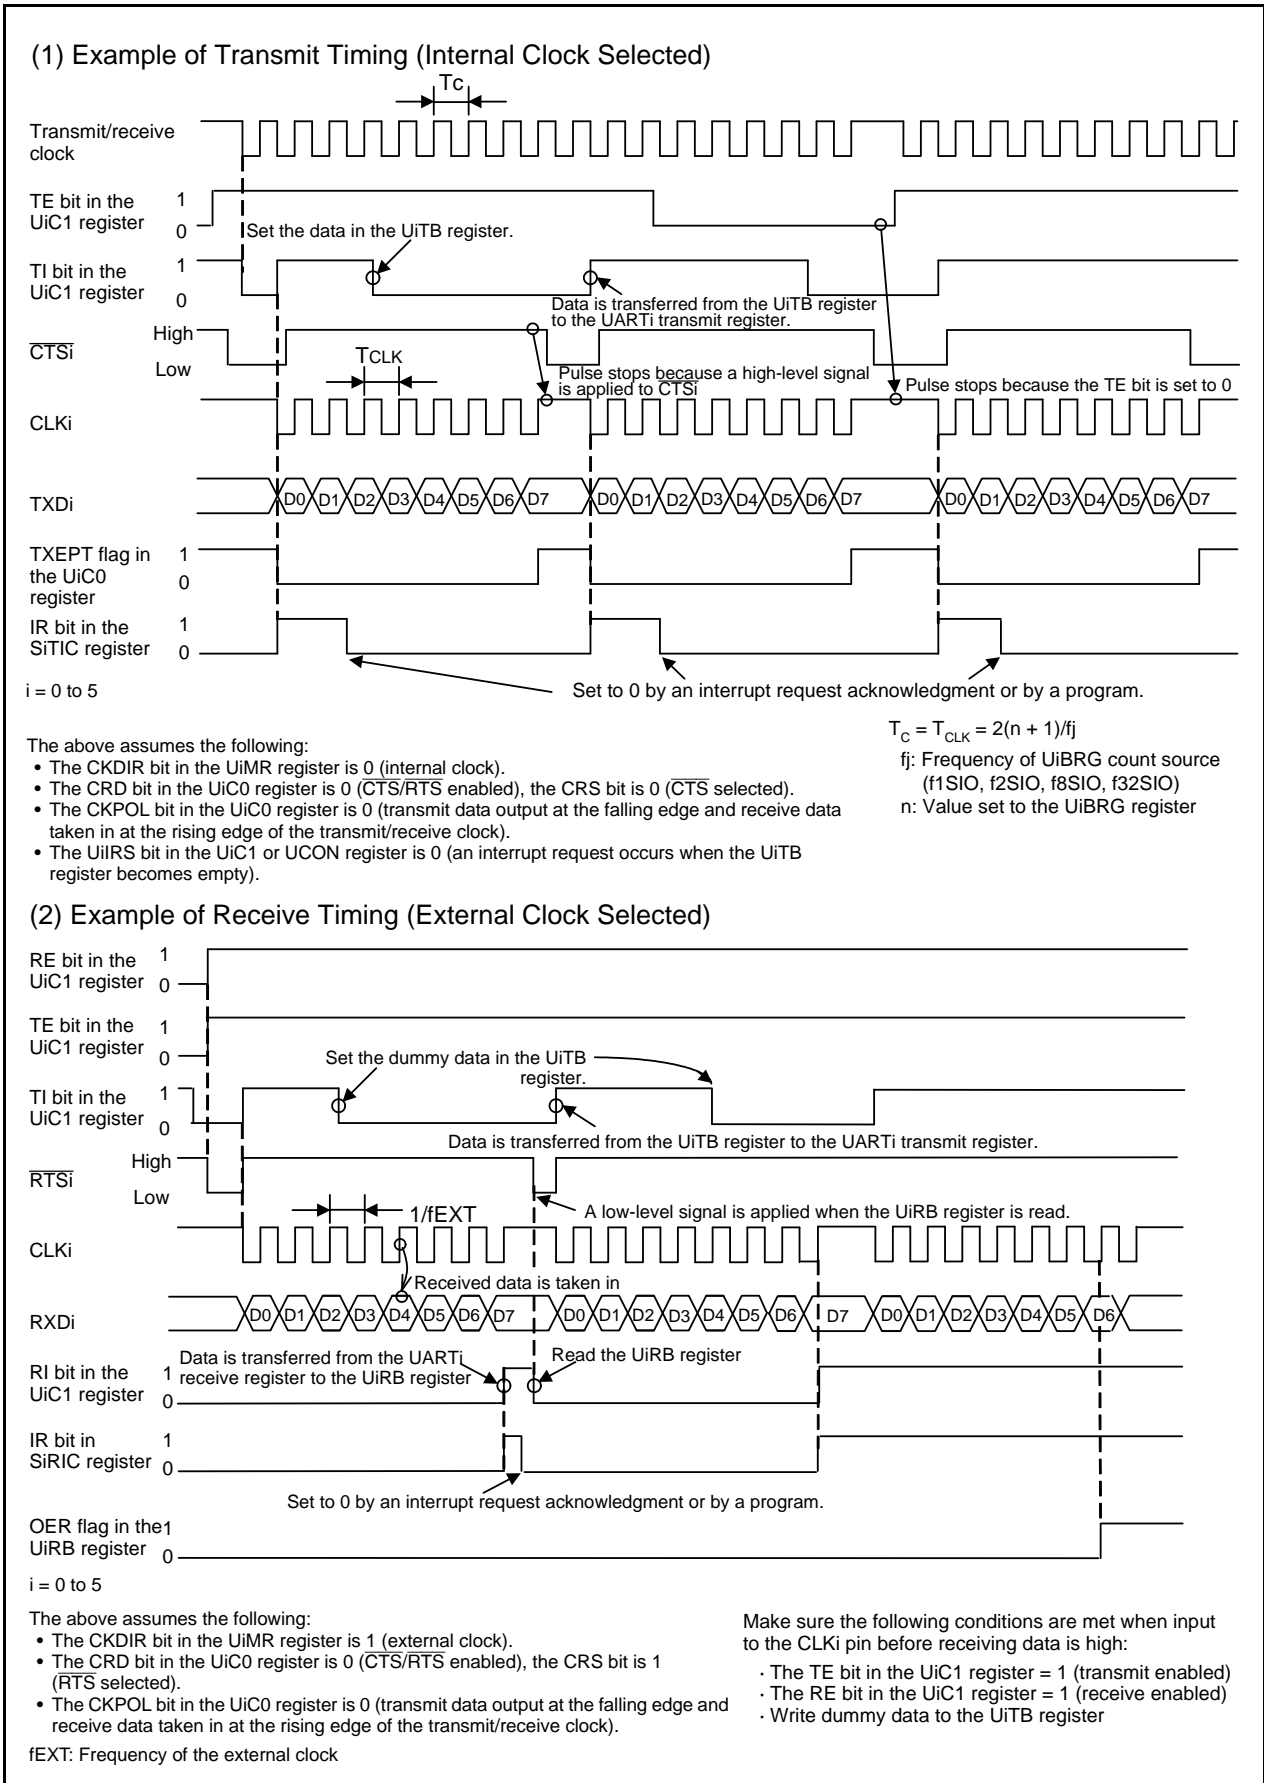 (1) Example of Transmit Timing (Internal Clock Selected)
Tc
Transmit/receive
clock
TE bit in the
UiC1 register
1
0
Set the data in the UiTB register.
TI bit in the
UiC1 register
1
0
Data is transferred from the UiTB register
to the UARTi transmit register.
CTSi
High
Low
TCLK
Pulse stops because a high-level signal
is applied to CTSi
Pulse stops because the TE bit is set to 0
CLKi
TXDi
D0 D1 D2 D3 D4 D5 D6 D7 D0 D1 D2 D3 D4 D5 D6 D7 D0 D1 D2 D3 D4 D5 D6 D7
TXEPT flag in
the UiC0
register
1
0
IR bit in the
SiTIC register
1
0
i = 0 to 5
Set to 0 by an interrupt request acknowledgment or by a program.
TC = TCLK = 2(n + 1)/fj
fj: Frequency of UiBRG count source
(f1SIO, f2SIO, f8SIO, f32SIO)
n: Value set to the UiBRG register
The above assumes the following:
• The CKDIR bit in the UiMR register is 0 (internal clock).
• The CRD bit in the UiC0 register is 0 (CTS/RTS enabled), the CRS bit is 0 (CTS selected).
• The CKPOL bit in the UiC0 register is 0 (transmit data output at the falling edge and receive data
taken in at the rising edge of the transmit/receive clock).
• The UiIRS bit in the UiC1 or UCON register is 0 (an interrupt request occurs when the UiTB
register becomes empty).
(2) Example of Receive Timing (External Clock Selected)
RE bit in the
UiC1 register
1
0
TE bit in the
UiC1 register
1
0
Set the dummy data in the UiTB
register.
TI bit in the
UiC1 register
1
0
Data is transferred from the UiTB register to the UARTi transmit register.
RTSi
High
Low
1/fEXT
A low-level signal is applied when the UiRB register is read.
CLKi
Received data is taken in
RXDi
D0 D1 D2 D3 D4 D5 D6 D7 D0 D1 D2 D3 D4 D5 D6 D7 D0 D1 D2 D3 D4 D5 D6
Data is transferred from the UARTi
receive register to the UiRB register
Read the UiRB register
RI bit in the
UiC1 register
1
0
IR bit in
SiRIC register
1
0
Set to 0 by an interrupt request acknowledgment or by a program.
OER flag in the
UiRB register
1
0
i = 0 to 5
The above assumes the following:
• The CKDIR bit in the UiMR register is 1 (external clock).
• The CRD bit in the UiC0 register is 0 (CTS/RTS enabled), the CRS bit is 1
(RTS selected).
• The CKPOL bit in the UiC0 register is 0 (transmit data output at the falling edge and
receive data taken in at the rising edge of the transmit/receive clock).
fEXT: Frequency of the external clock
Make sure the following conditions are met when input
to the CLKi pin before receiving data is high:
· The TE bit in the UiC1 register = 1 (transmit enabled)
· The RE bit in the UiC1 register = 1 (receive enabled)
· Write dummy data to the UiTB register